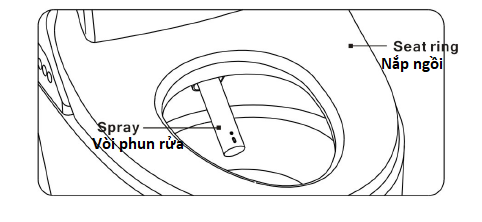 Seat ring
Nắp ngồi
Spray
Vòi phun rửa